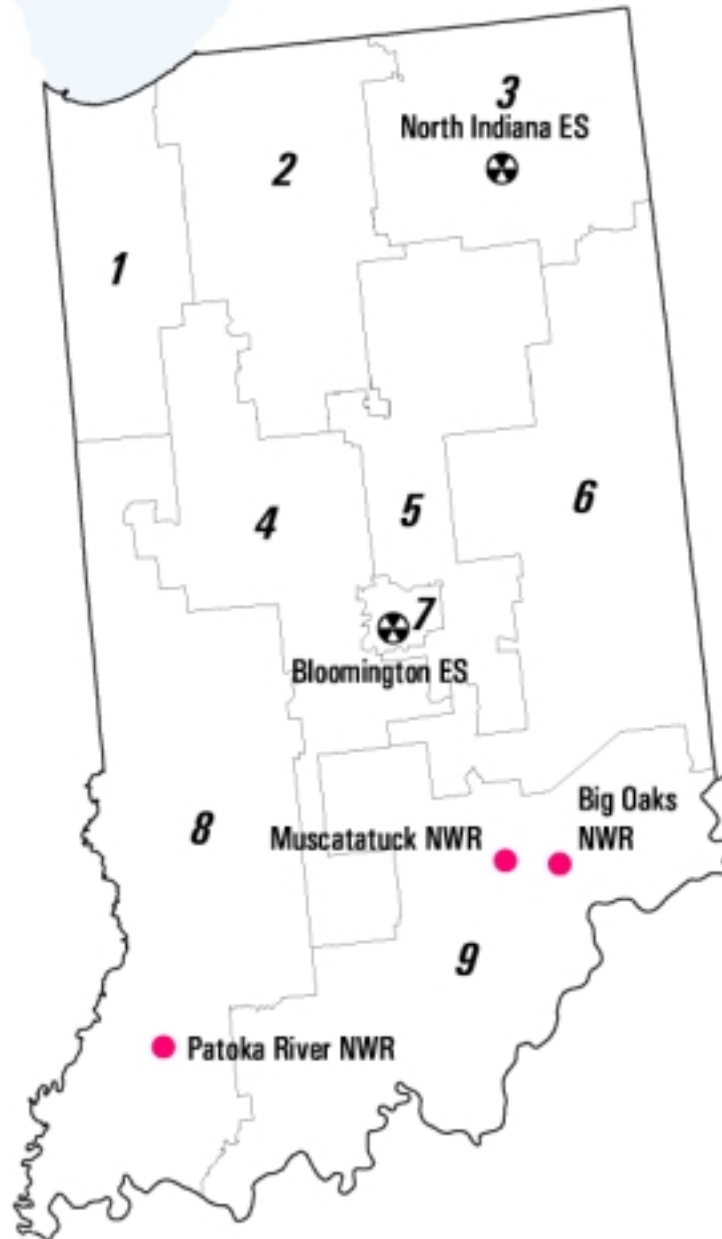 3
North Indiana ES
2
1
6
5
4
7
Bloomington ES
Big Oaks
NWR
8
Muscatatuck NWR
9
Patoka River NWR